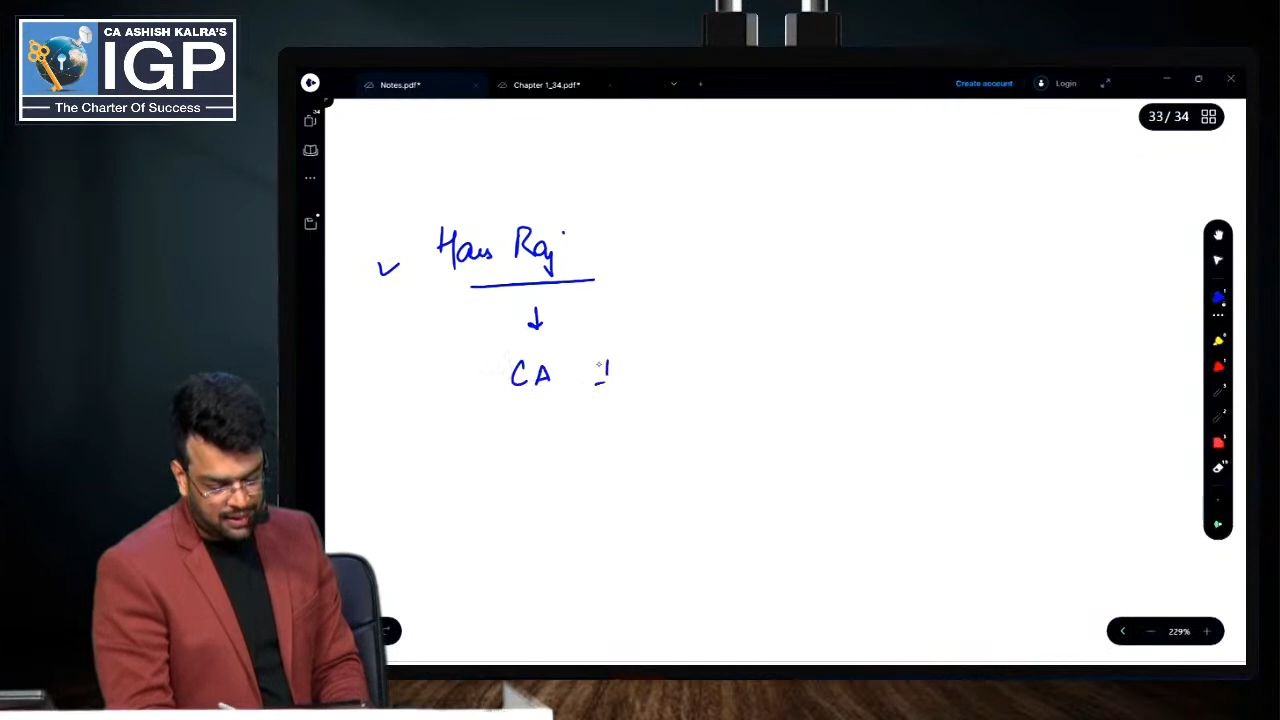 CA ASHISH KALRA'S
IGP
The Charter Of Success
Notes.pdf*
Chapter 1_34.pdf*
Create account
Login
33/ 34
Hans Raj
CA
229%